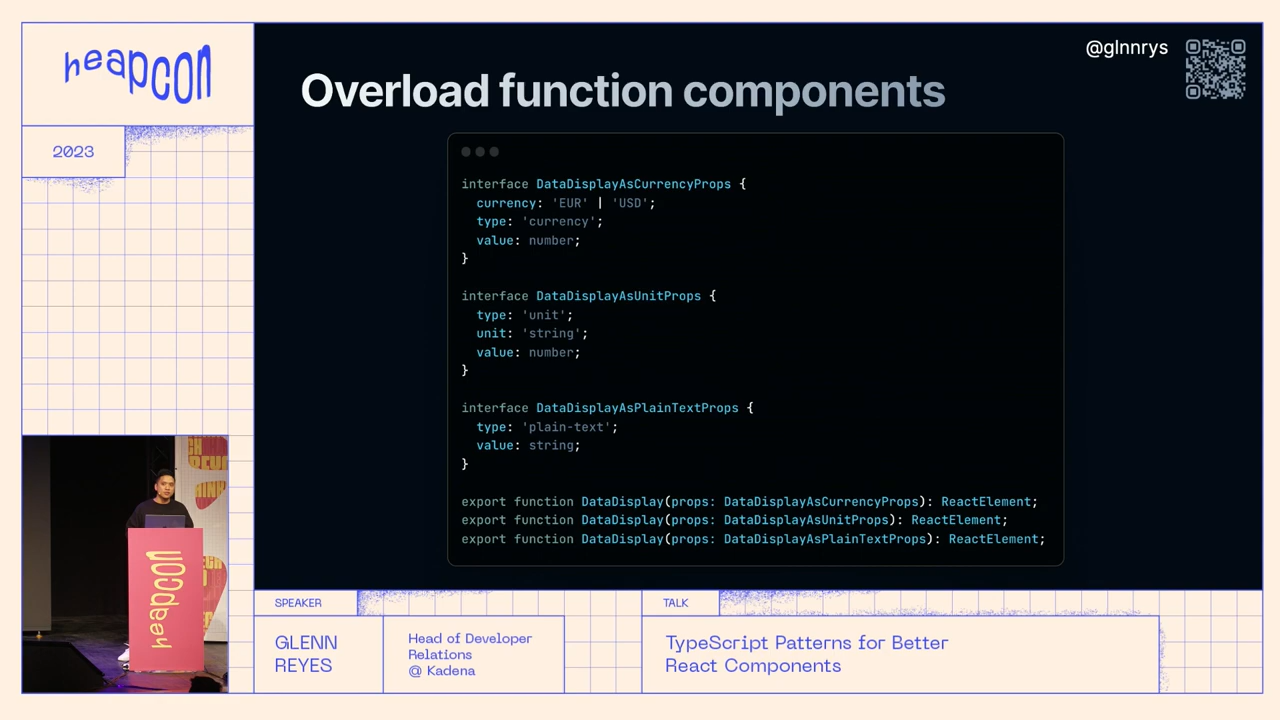 heapcon
2023
@glnnrys
Overload function components
interface DataDisplayAsCurrencyProps {
  currency: 'EUR' | 'USD';
  type: 'currency';
  value: number;
}
interface DataDisplayAsUnitProps {
  type: 'unit';
  unit: 'string';
  value: number;
}
interface DataDisplayAsPlainTextProps {
  type: 'plain-text';
  value: string;
}
export function DataDisplay(props: DataDisplayAsCurrencyProps): ReactElement;
export function DataDisplay(props: DataDisplayAsUnitProps): ReactElement;
export function DataDisplay(props: DataDisplayAsPlainTextProps): ReactElement;
heapcon
SPEAKER
GLENN
REYES
Head of Developer
Relations
@ Kadena
TALK
TypeScript Patterns for Better
React Components